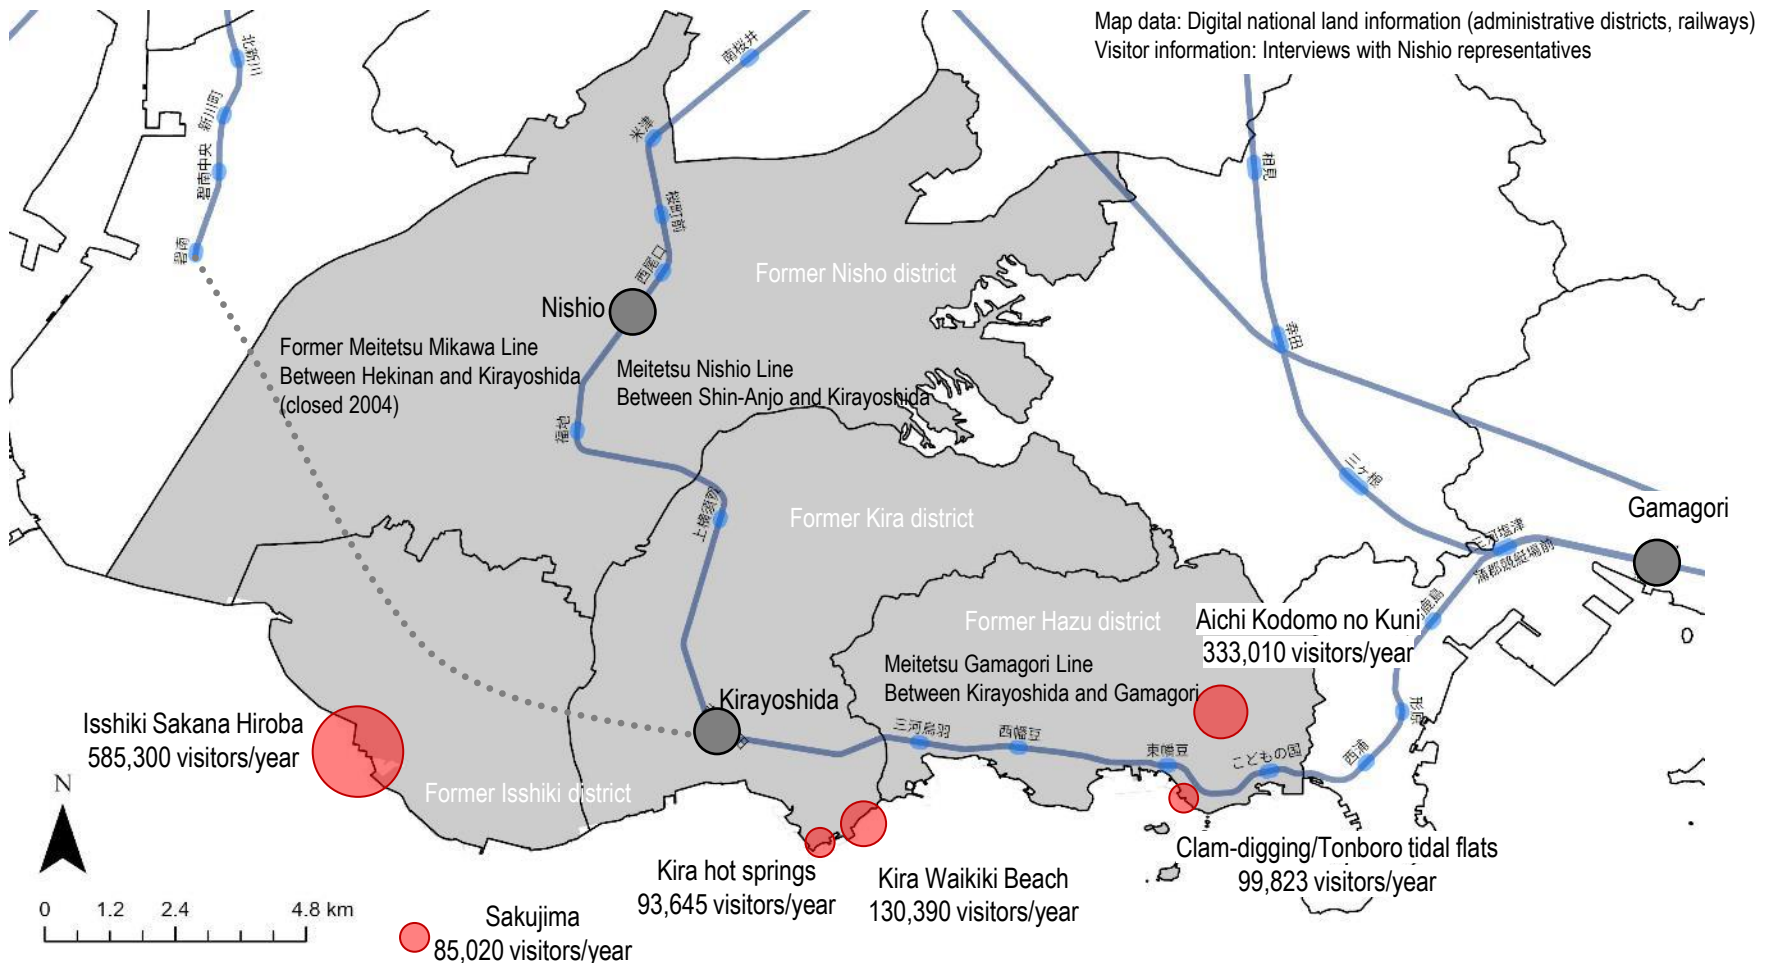 Map data: Digital national land information (administrative districts, railways)
Visitor information: Interviews with Nishio representatives
北新川
新川町
碧南中央
碧南
南桜井
米津
桜町前
西尾口
相見
幸田
三ヶ根
三河塩津
蒲郡競艇場前
Gamagori
Former Nisho district
Nishio
Former Meitetsu Mikawa Line
Between Hekinan and Kirayoshida
(closed 2004)
Meitetsu Nishio Line
Between Shin-Anjo and Kirayoshida
福地
上横須賀
Former Kira district
Former Hazu district
Aichi Kodomo no Kuni
333,010 visitors/year
Meitetsu Gamagori Line
Between Kirayoshida and Gamagori
鹿島
形原
西浦
こどもの国
東幡豆
西幡豆
三河鳥羽
Kirayoshida
Isshiki Sakana Hiroba
585,300 visitors/year
Former Isshiki district
Kira hot springs
93,645 visitors/year
Kira Waikiki Beach
130,390 visitors/year
Clam-digging/Tonboro tidal flats
99,823 visitors/year
Sakujima
85,020 visitors/year
N
0 1.2 2.4 4.8 km